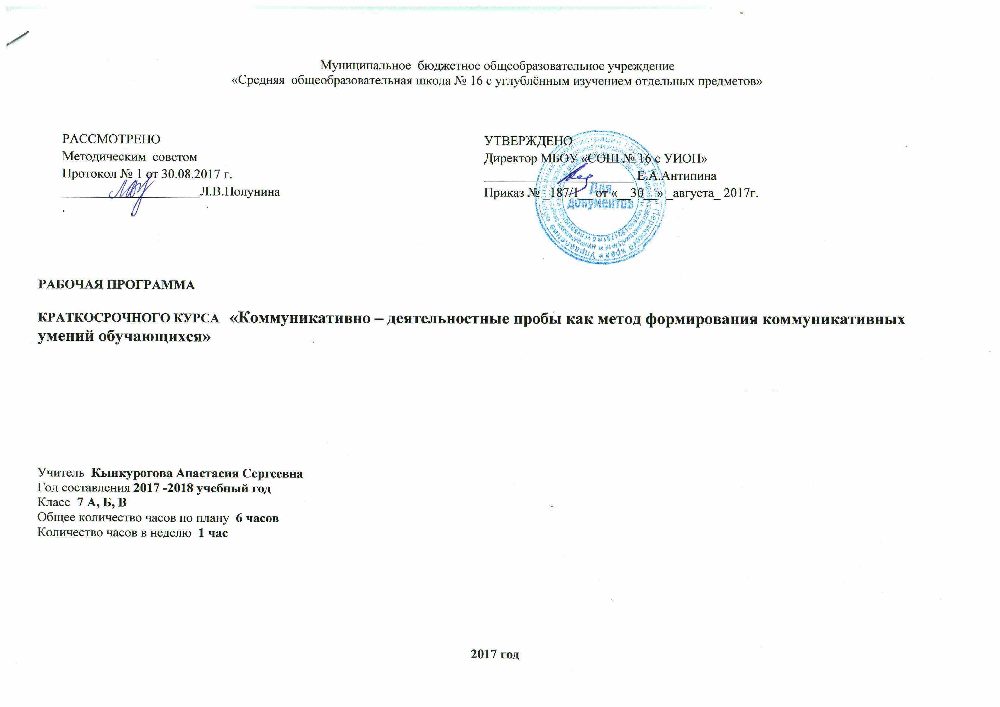 Муниципальное бюджетное общеобразовательное учреждение
«Средняя общеобразовательная школа № 16 с углублённым изучением отдельных предметов»
РАССМОТРЕНО
Методическим советом
Протокол № 1 от 30.08.2017 г.
_____________________Л.В.Полунина
.
УТВЕРЖДЕНО
Директор МБОУ «СОШ № 16 с УИОП»
_______________________ Е.А.Антипина
Приказ № _187/1__ от «__30__» _августа_ 2017г.
Для
документов
РАБОЧАЯ ПРОГРАММА
КРАТКОСРОЧНОГО КУРСА «Коммуникативно – деятельностные пробы как метод формирования коммуникативных
умений обучающихся»
Учитель Кынкурогова Анастасия Сергеевна
Год составления 2017 -2018 учебный год
Класс 7 А, Б, В
Общее количество часов по плану 6 часов
Количество часов в неделю 1 час
2017 год